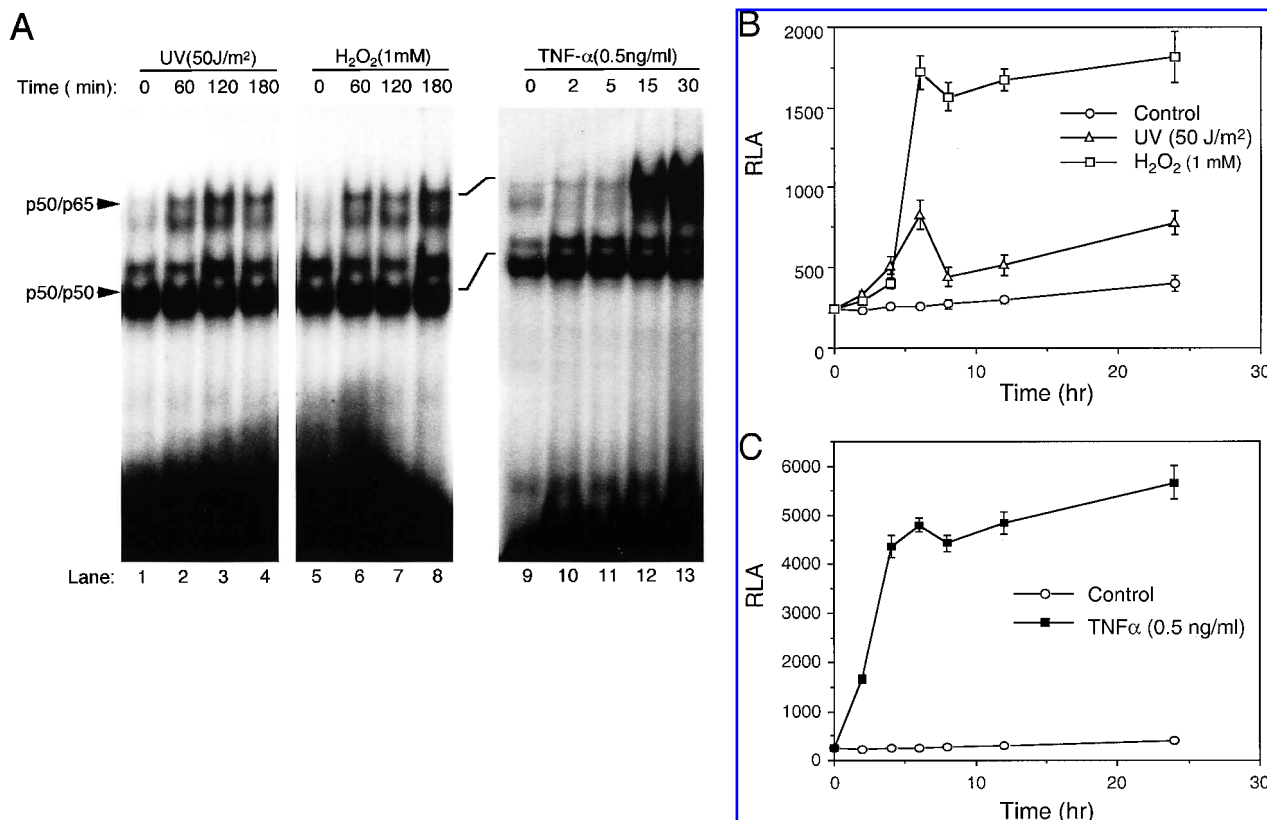 A
UV(50J/m²) H₂O₂(1mM) TNF-α(0.5ng/ml)
Time ( min): 0 60 120 180 0 60 120 180 0 2 5 15 30
p50/p65
p50/p50
Lane: 1 2 3 4 5 6 7 8 9 10 11 12 13
B
2000
1500
1000
500
0
RLA
Control
UV (50 J/m²)
H₂O₂ (1 mM)
0 10 20 30
Time (hr)
C
6000
5000
4000
3000
2000
1000
0
RLA
Control
TNFα (0.5 ng/ml)
0 10 20 30
Time (hr)